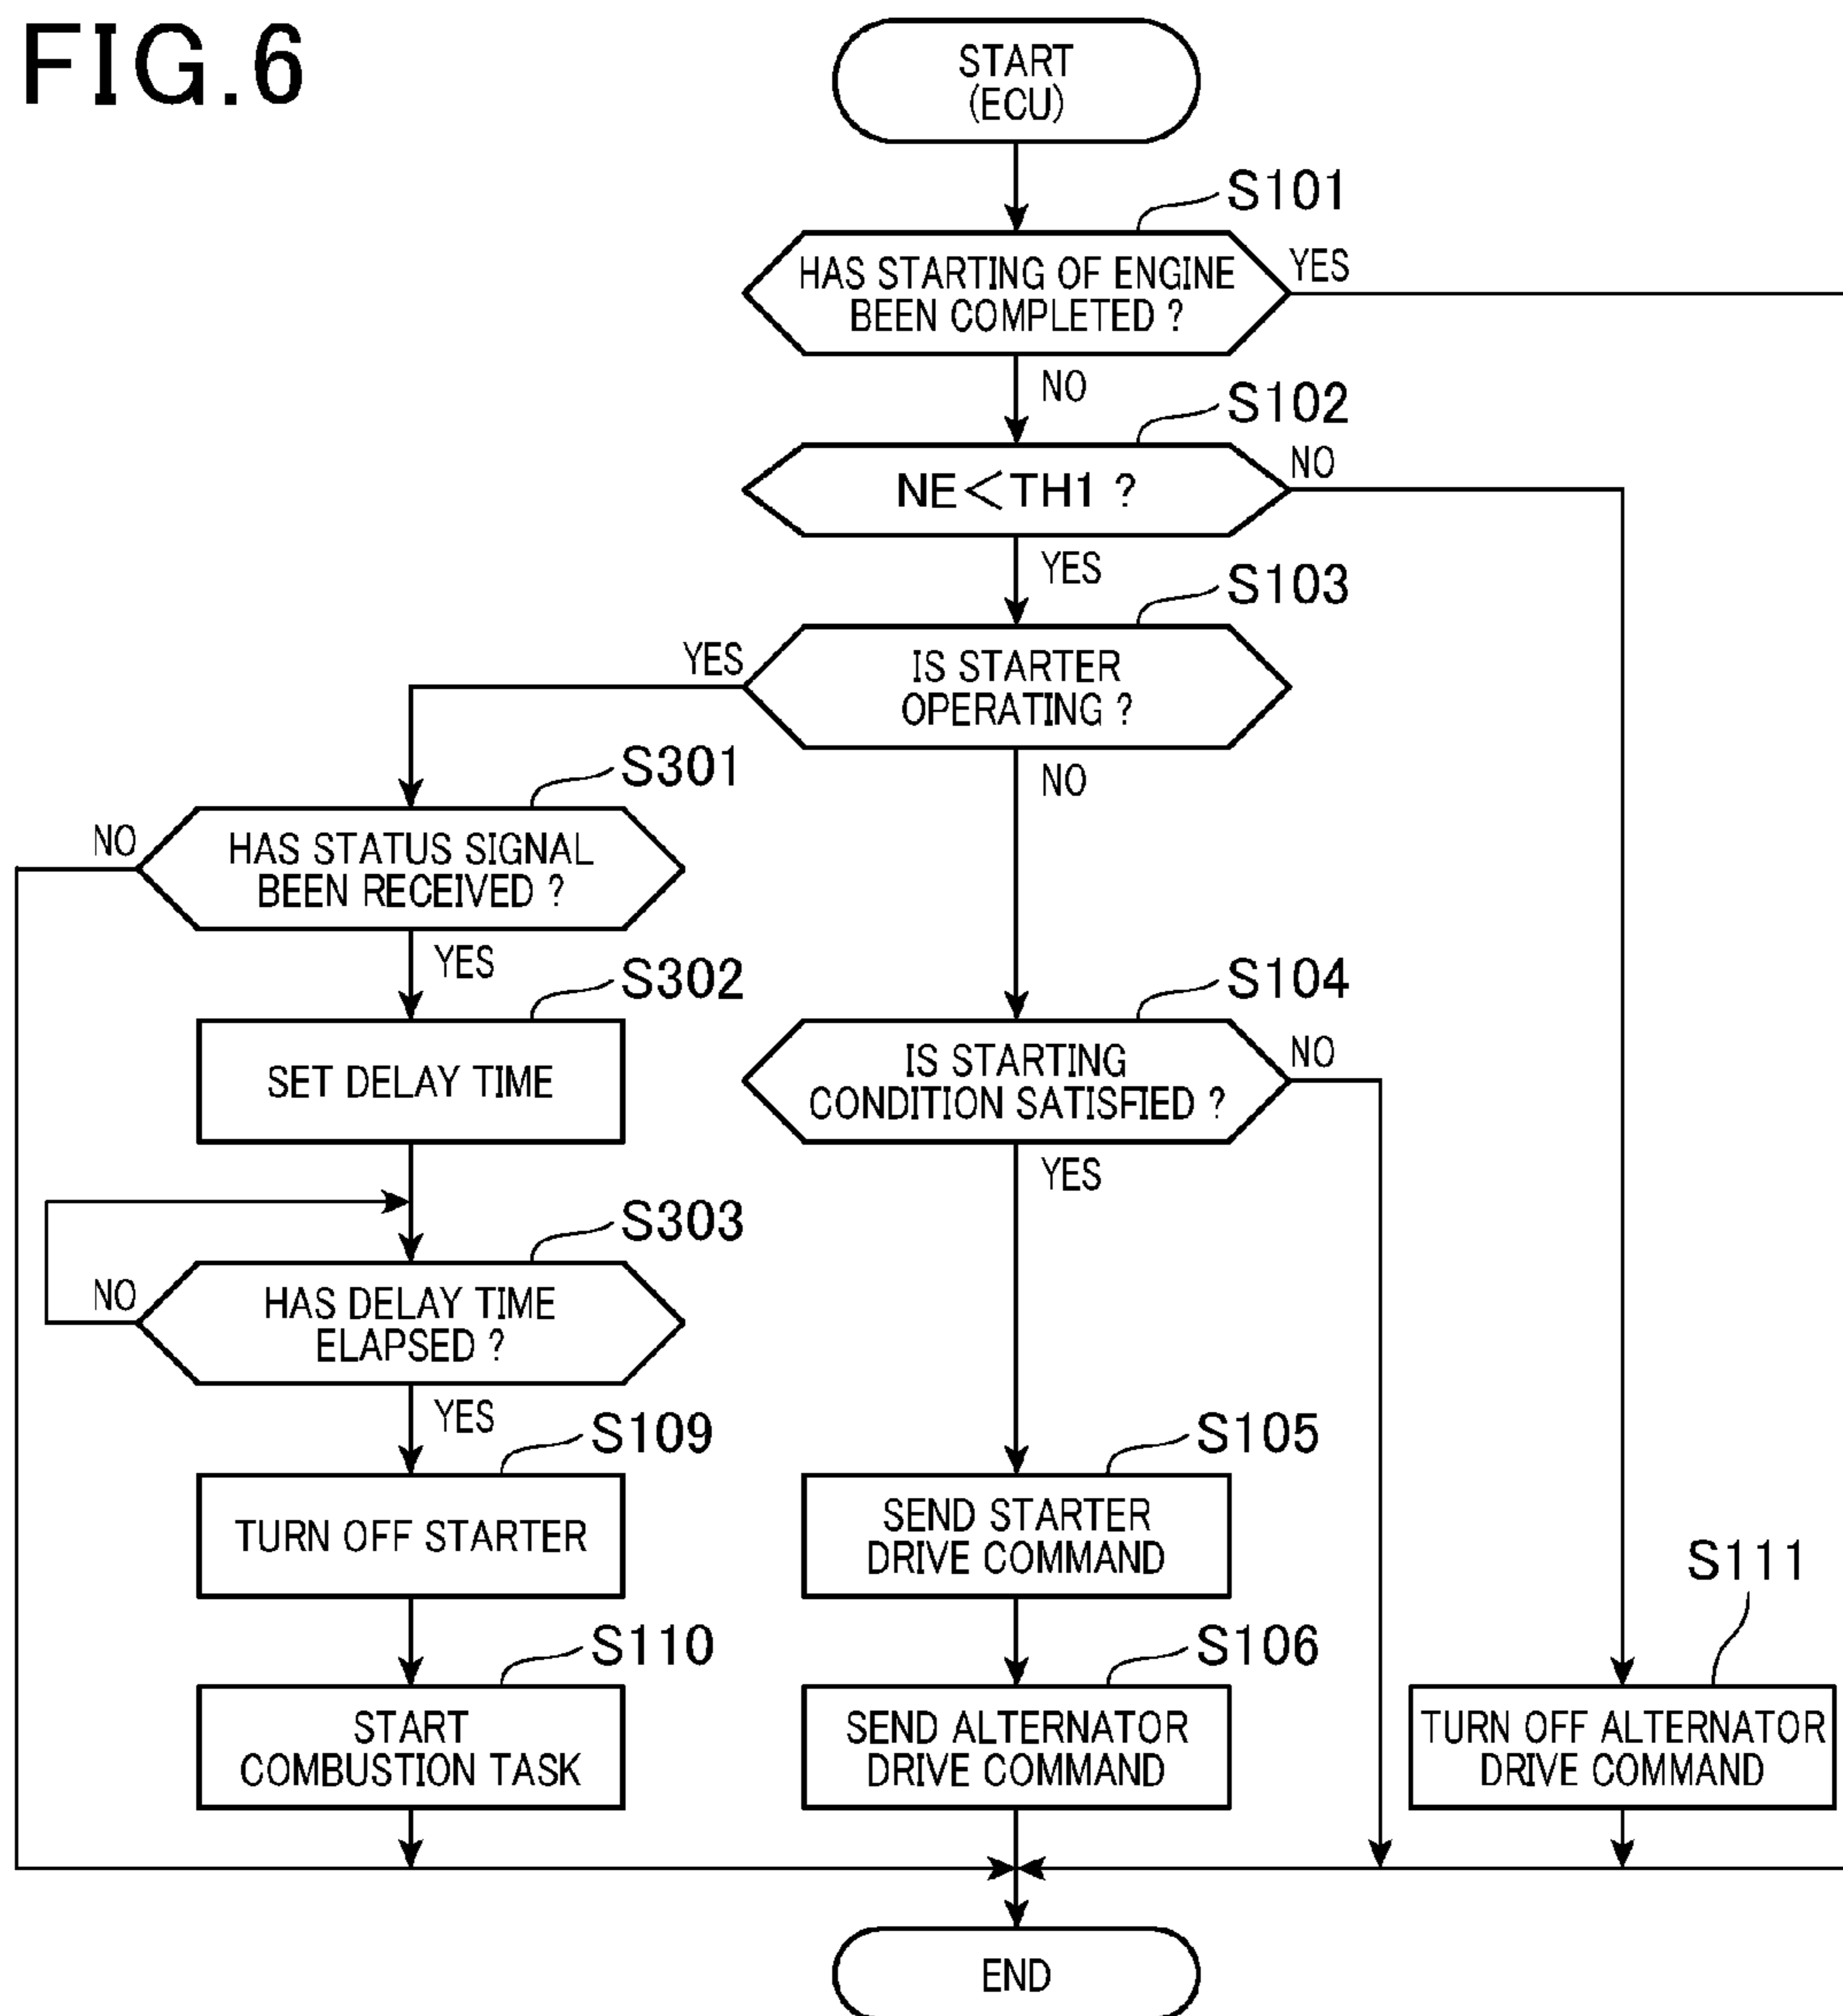 FIG.6
START
(ECU)
S101
HAS STARTING OF ENGINE
BEEN COMPLETED ?
YES
NO
S102
NE<TH1 ?
NO
YES
S103
IS STARTER
OPERATING ?
YES
NO
S301
HAS STATUS SIGNAL
BEEN RECEIVED ?
NO
YES
S302
SET DELAY TIME
S303
HAS DELAY TIME
ELAPSED ?
NO
YES
S109
TURN OFF STARTER
S110
START
COMBUSTION TASK
S104
IS STARTING
CONDITION SATISFIED ?
NO
YES
S105
SEND STARTER
DRIVE COMMAND
S106
SEND ALTERNATOR
DRIVE COMMAND
S111
TURN OFF ALTERNATOR
DRIVE COMMAND
END